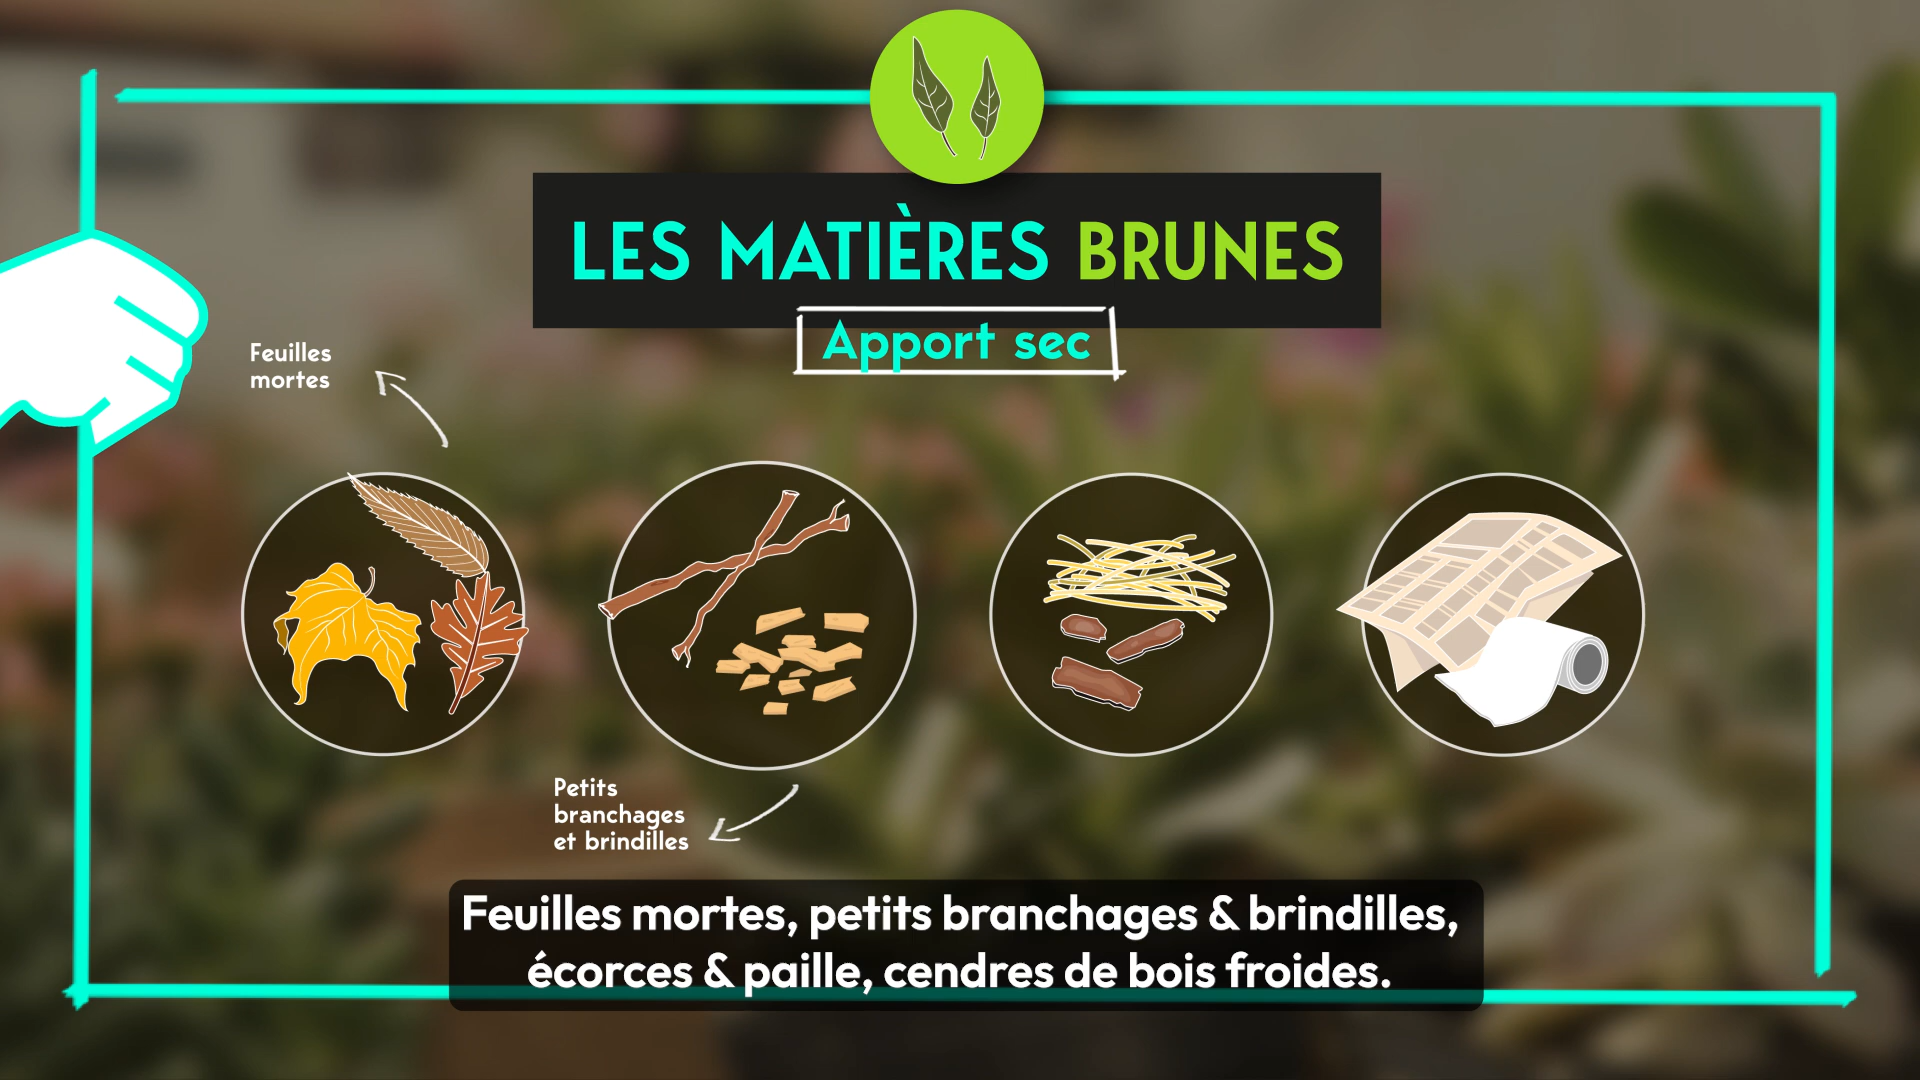 LES MATIÈRES BRUNES
Apport sec
Feuilles
mortes
Petits
branchages
et brindilles
Feuilles mortes, petits branchages & brindilles,
écorces & paille, cendres de bois froides.